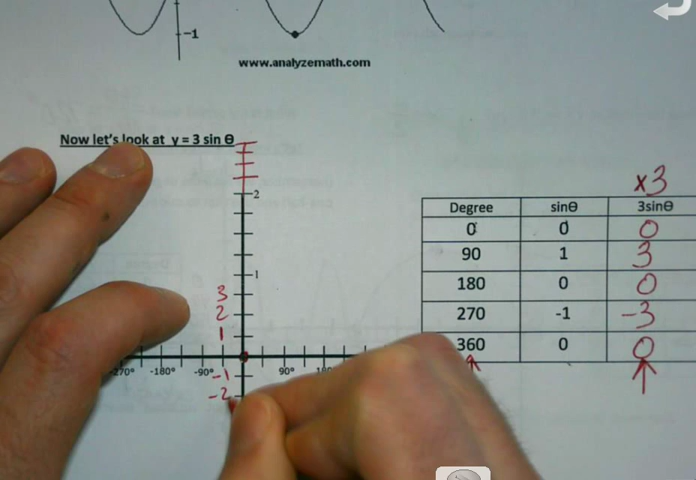 -1
www.analyzemath.com
Now let's look at y = 3 sin θ
x3
Degree sinθ 3sinθ
0 0 0
90 1 3
180 0 0
270 -1 -3
360 0 0
2
1
3
2
1
-270° -180° -90° 90°
-1
-2